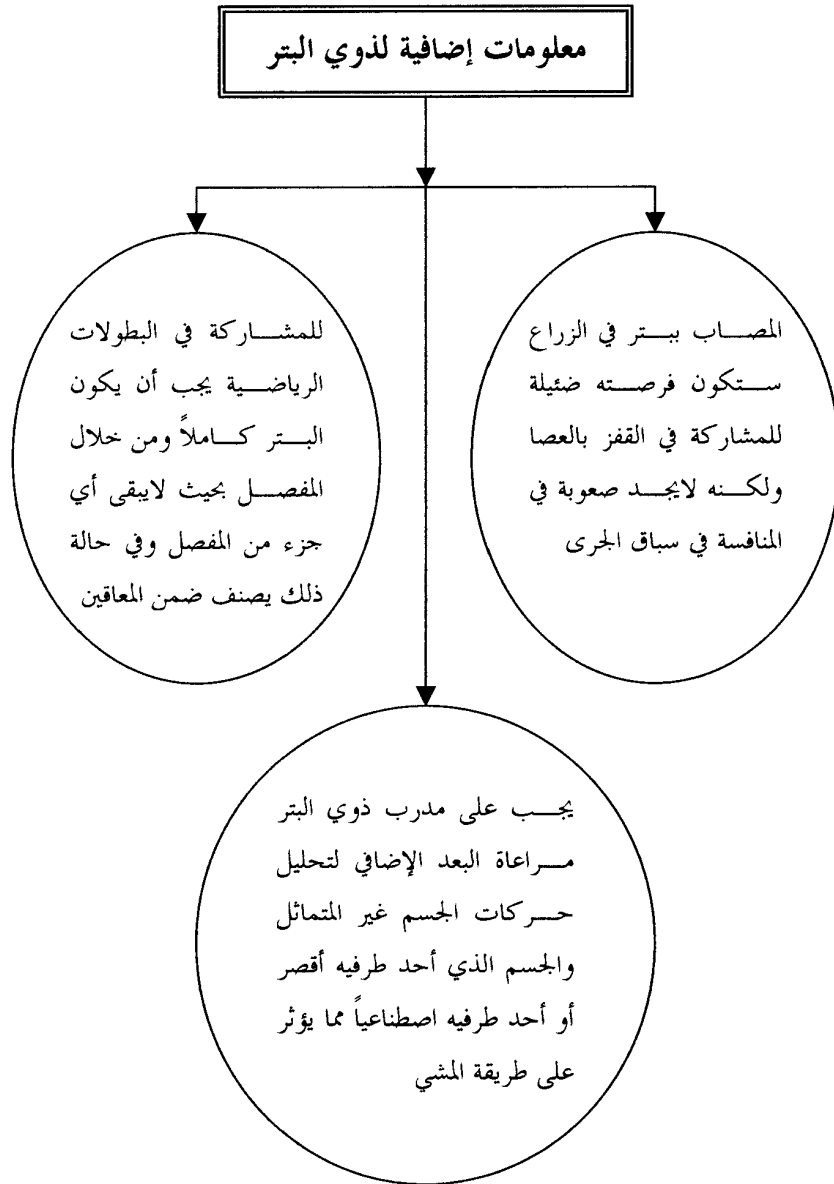 معلومات إضافية لذوي البتر
المصاب ببتر في الزراع
ستكون فرصته ضئيلة
للمشاركة في القفز بالعصا
ولكنه لايجد صعوبة في
المنافسة في سباق الجرى
للمشاركة في البطولات
الرياضية يجب أن يكون
البتر كاملاً ومن خلال
المفصل بحيث لايبقى أي
جزء من المفصل وفي حالة
ذلك يصنف ضمن المعاقين
يجب على مدرب ذوي البتر
مراعاة البعد الإضافي لتحليل
حركات الجسم غير المتماثل
والجسم الذي أحد طرفيه أقصر
أو أحد طرفيه اصطناعياً مما يؤثر
على طريقة المشي